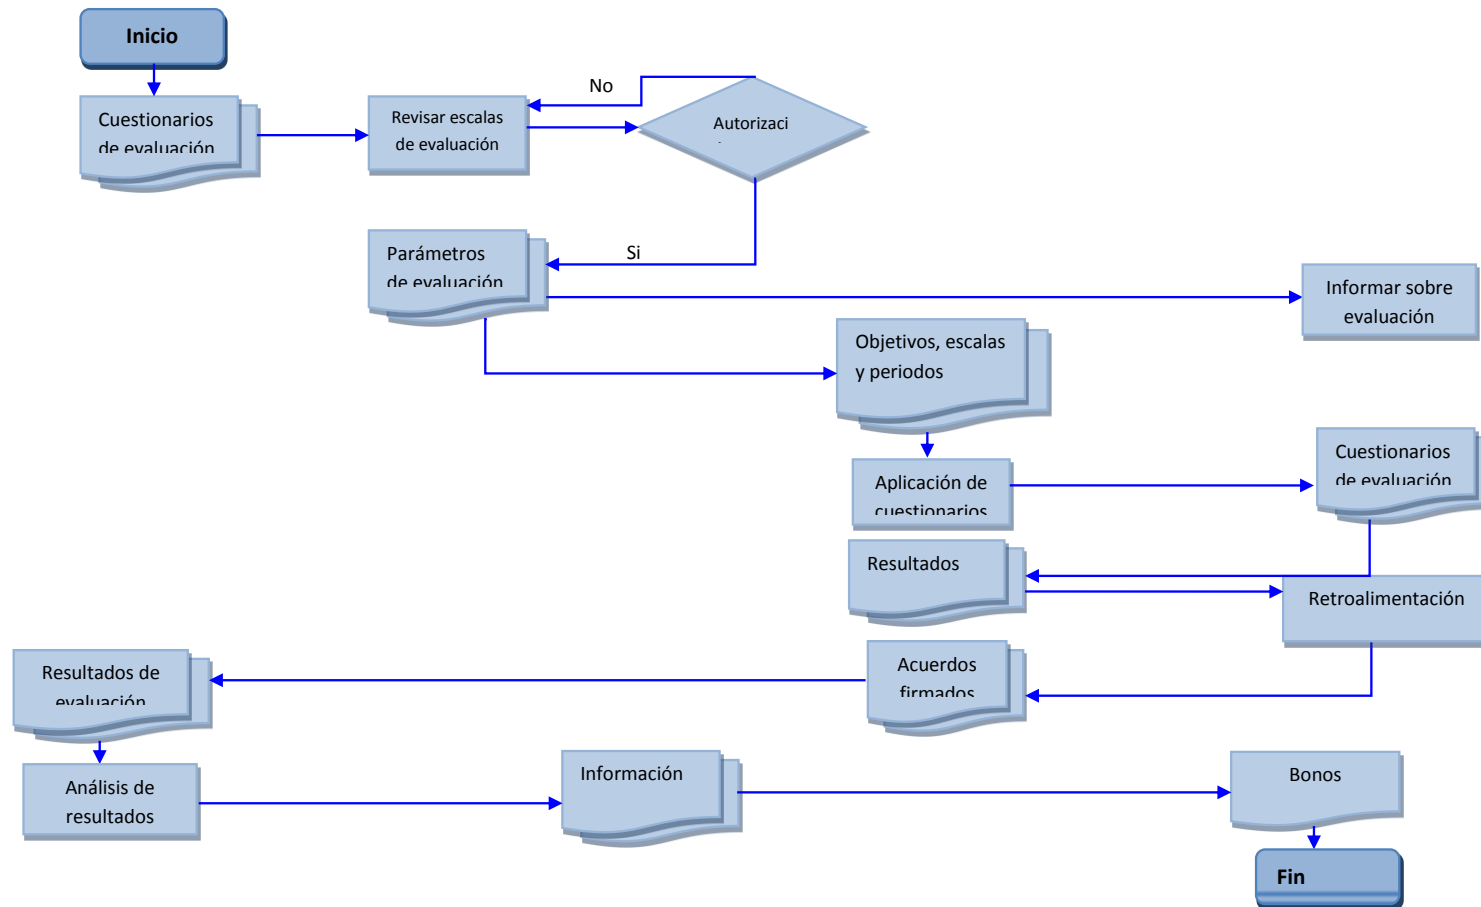 Inicio
No
Cuestionarios
de evaluación
Revisar escalas
de evaluación
Autorizaci
Parámetros
de evaluación
Si
Informar sobre
evaluación
Objetivos, escalas
y periodos
Aplicación de
cuestionarios
Cuestionarios
de evaluación
Resultados
Retroalimentación
Acuerdos
firmados
Resultados de
evaluación
Análisis de
resultados
Información
Bonos
Fin